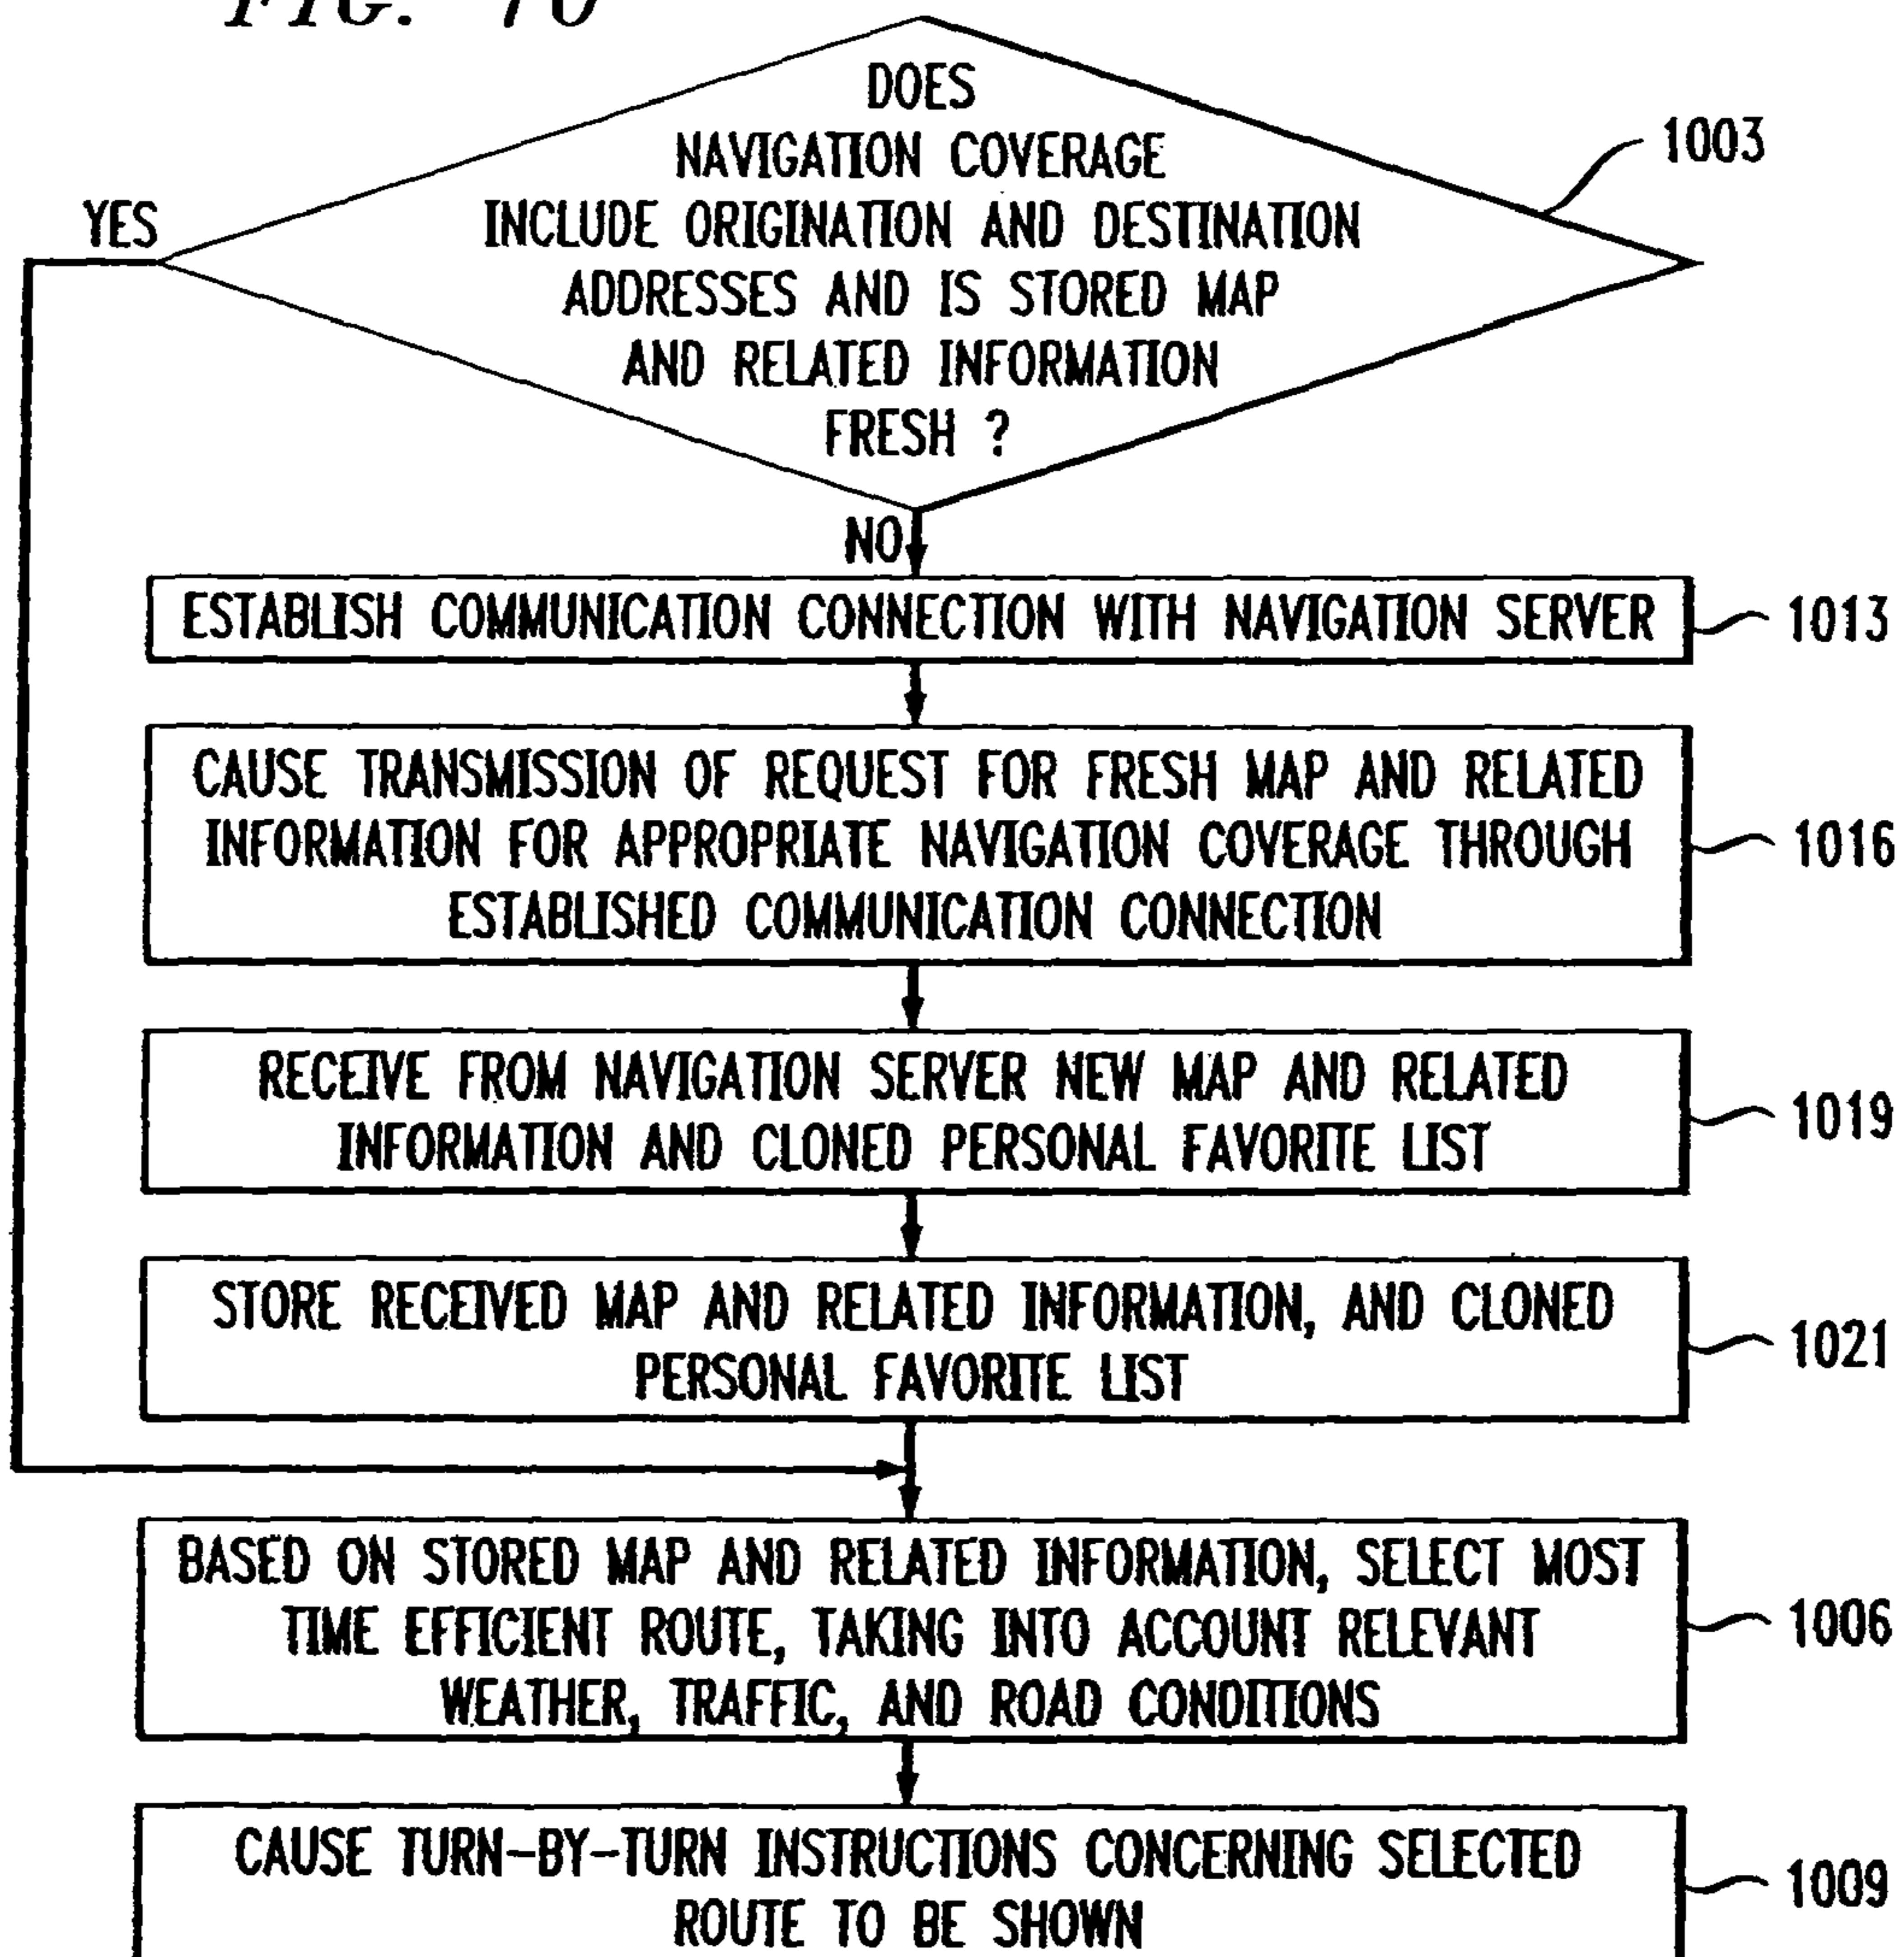 FIG. 10
DOES
NAVIGATION COVERAGE
INCLUDE ORIGINATION AND DESTINATION
ADDRESSES AND IS STORED MAP
AND RELATED INFORMATION
FRESH ?
1003
YES
NO
ESTABLISH COMMUNICATION CONNECTION WITH NAVIGATION SERVER
1013
CAUSE TRANSMISSION OF REQUEST FOR FRESH MAP AND RELATED
INFORMATION FOR APPROPRIATE NAVIGATION COVERAGE THROUGH
ESTABLISHED COMMUNICATION CONNECTION
1016
RECEIVE FROM NAVIGATION SERVER NEW MAP AND RELATED
INFORMATION AND CLONED PERSONAL FAVORITE LIST
1019
STORE RECEIVED MAP AND RELATED INFORMATION, AND CLONED
PERSONAL FAVORITE LIST
1021
BASED ON STORED MAP AND RELATED INFORMATION, SELECT MOST
TIME EFFICIENT ROUTE, TAKING INTO ACCOUNT RELEVANT
WEATHER, TRAFFIC, AND ROAD CONDITIONS
1006
CAUSE TURN-BY-TURN INSTRUCTIONS CONCERNING SELECTED
ROUTE TO BE SHOWN
1009